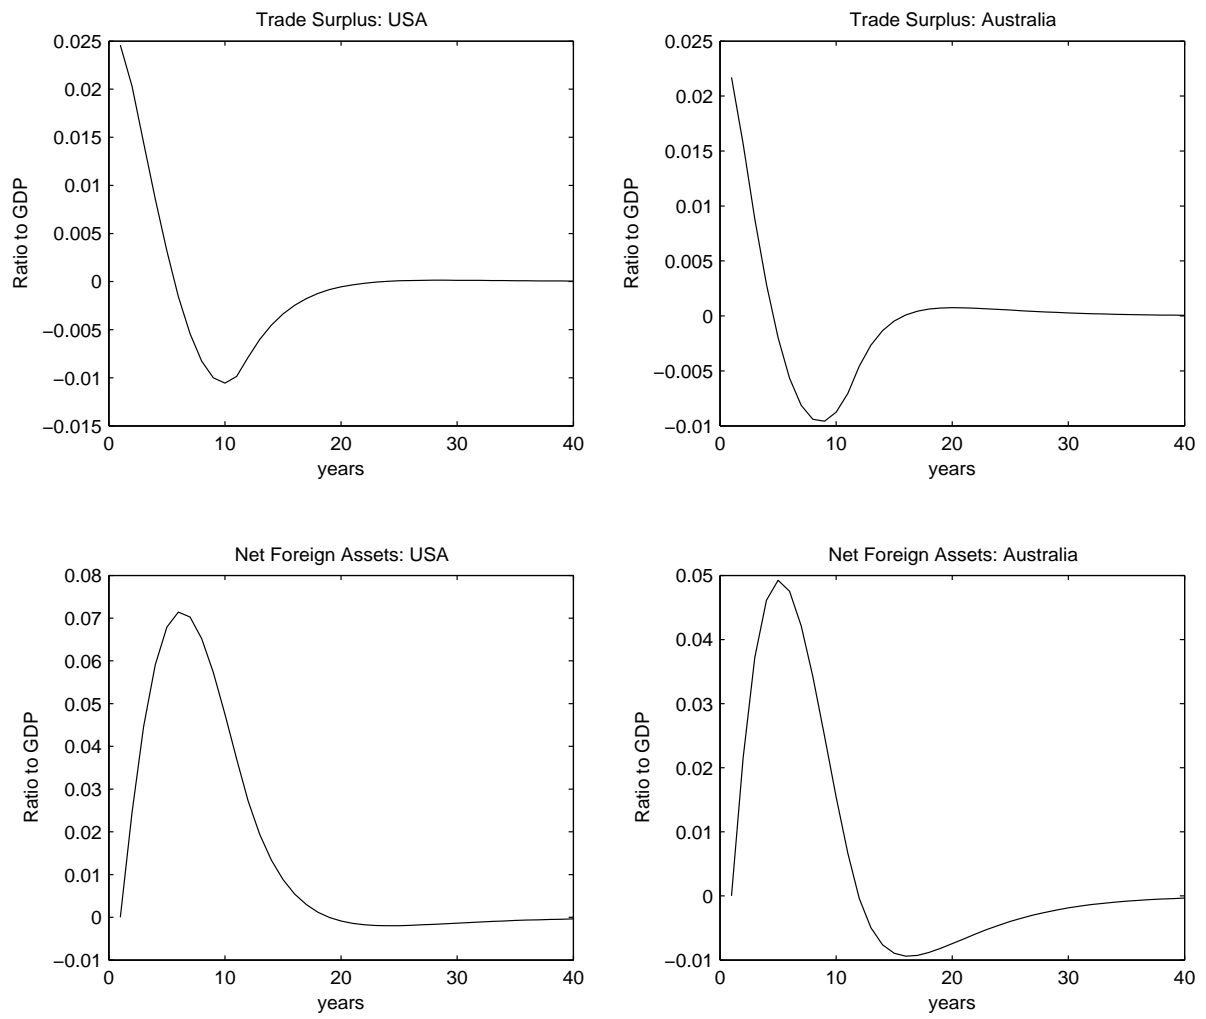 Trade Surplus: USA
0.025
0.02
0.015
0.01
0.005
0
−0.005
−0.01
−0.015
Ratio to GDP
0 10 20 30 40
years
Trade Surplus: Australia
0.025
0.02
0.015
0.01
0.005
0
−0.005
−0.01
Ratio to GDP
0 10 20 30 40
years
Net Foreign Assets: USA
0.08
0.07
0.06
0.05
0.04
0.03
0.02
0.01
0
−0.01
Ratio to GDP
0 10 20 30 40
years
Net Foreign Assets: Australia
0.05
0.04
0.03
0.02
0.01
0
−0.01
Ratio to GDP
0 10 20 30 40
years